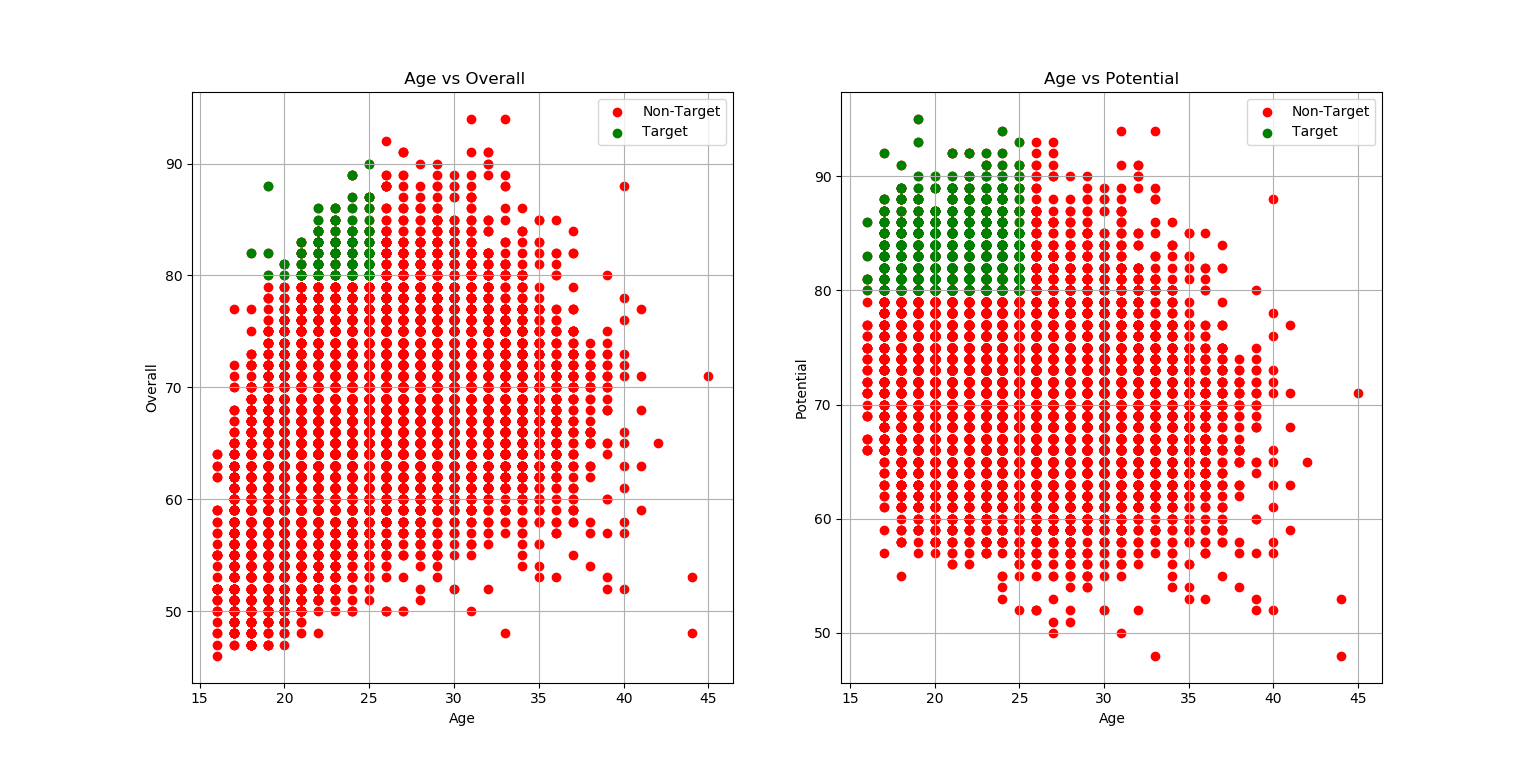 Age vs Overall
Non-Target
Target
90
80
70
60
50
Overall
15 20 25 30 35 40 45
Age
Age vs Potential
Non-Target
Target
90
80
70
60
50
Potential
15 20 25 30 35 40 45
Age